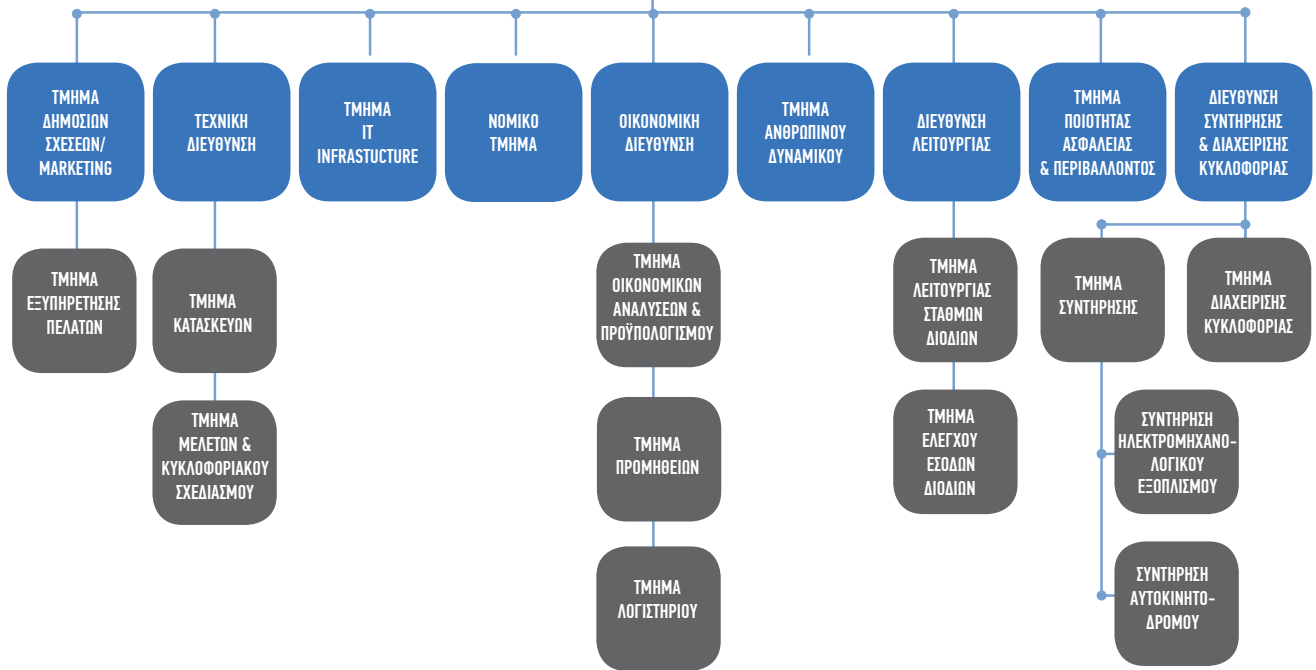 ΤΜΗΜΑ
ΔΗΜΟΣΙΩΝ
ΣΧΕΣΕΩΝ/
MARKETING
ΤΕΧΝΙΚΗ
ΔΙΕΥΘΥΝΣΗ
ΤΜΗΜΑ
IT
INFRASTUCTURE
ΝΟΜΙΚΟ
ΤΜΗΜΑ
ΟΙΚΟΝΟΜΙΚΗ
ΔΙΕΥΘΥΝΣΗ
ΤΜΗΜΑ
ΑΝΘΡΩΠΙΝΟΥ
ΔΥΝΑΜΙΚΟΥ
ΔΙΕΥΘΥΝΣΗ
ΛΕΙΤΟΥΡΓΙΑΣ
ΤΜΗΜΑ
ΠΟΙΟΤΗΤΑΣ
ΑΣΦΑΛΕΙΑΣ
& ΠΕΡΙΒΑΛΛΟΝΤΟΣ
ΔΙΕΥΘΥΝΣΗ
ΣΥΝΤΗΡΗΣΗΣ
& ΔΙΑΧΕΙΡΙΣΗΣ
ΚΥΚΛΟΦΟΡΙΑΣ
ΤΜΗΜΑ
ΕΞΥΠΗΡΕΤΗΣΗΣ
ΠΕΛΑΤΩΝ
ΤΜΗΜΑ
ΚΑΤΑΣΚΕΥΩΝ
ΤΜΗΜΑ
ΟΙΚΟΝΟΜΙΚΩΝ
ΑΝΑΛΥΣΕΩΝ &
ΠΡΟΫΠΟΛΟΓΙΣΜΟΥ
ΤΜΗΜΑ
ΛΕΙΤΟΥΡΓΙΑΣ
ΣΤΑΘΜΩΝ
ΔΙΟΔΙΩΝ
ΤΜΗΜΑ
ΣΥΝΤΗΡΗΣΗΣ
ΤΜΗΜΑ
ΔΙΑΧΕΙΡΙΣΗΣ
ΚΥΚΛΟΦΟΡΙΑΣ
ΤΜΗΜΑ
ΜΕΛΕΤΩΝ &
ΚΥΚΛΟΦΟΡΙΑΚΟΥ
ΣΧΕΔΙΑΣΜΟΥ
ΤΜΗΜΑ
ΠΡΟΜΗΘΕΙΩΝ
ΤΜΗΜΑ
ΕΛΕΓΧΟΥ
ΕΣΟΔΩΝ
ΔΙΟΔΙΩΝ
ΣΥΝΤΗΡΗΣΗ
ΗΛΕΚΤΡΟΜΗΧΑΝΟ-
ΛΟΓΙΚΟΥ
ΕΞΟΠΛΙΣΜΟΥ
ΤΜΗΜΑ
ΛΟΓΙΣΤΗΡΙΟΥ
ΣΥΝΤΗΡΗΣΗ
ΑΥΤΟΚΙΝΗΤΟ-
ΔΡΟΜΟΥ